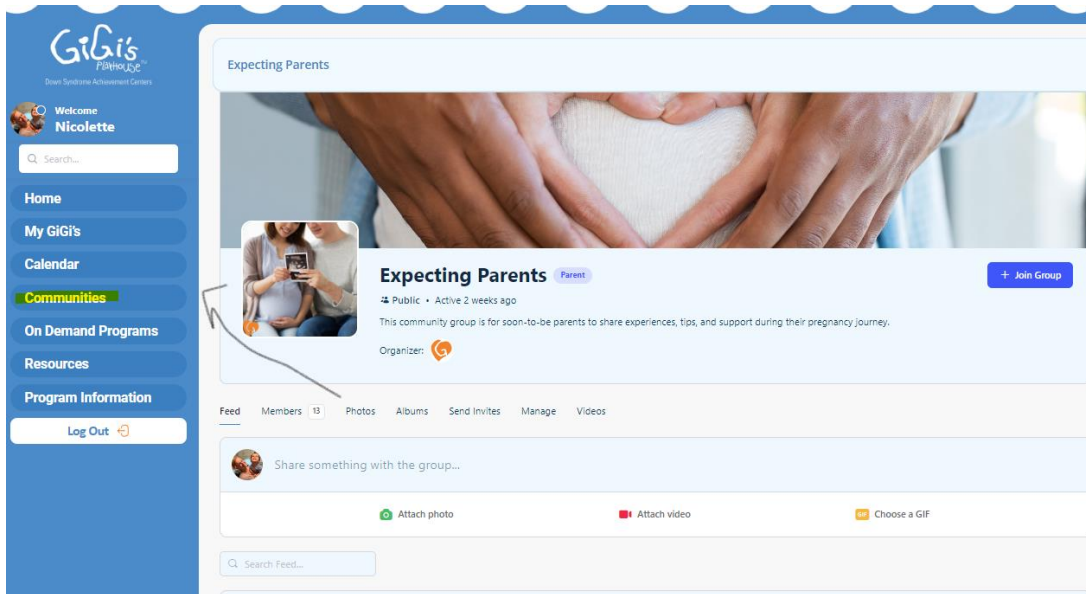 GiGi's
PlayHouse
Down Syndrome Achievement Centers
Welcome
Nicolette
Search...
Home
My GiGi's
Calendar
Communities
On Demand Programs
Resources
Program Information
Log Out
Expecting Parents
Expecting Parents Parent
Public • Active 2 weeks ago
This community group is for soon-to-be parents to share experiences, tips, and support during their pregnancy journey.
Organizer: G
+ Join Group
Feed Members 13 Photos Albums Send Invites Manage Videos
Share something with the group...
Attach photo Attach video GIF Choose a GIF
Search Feed...